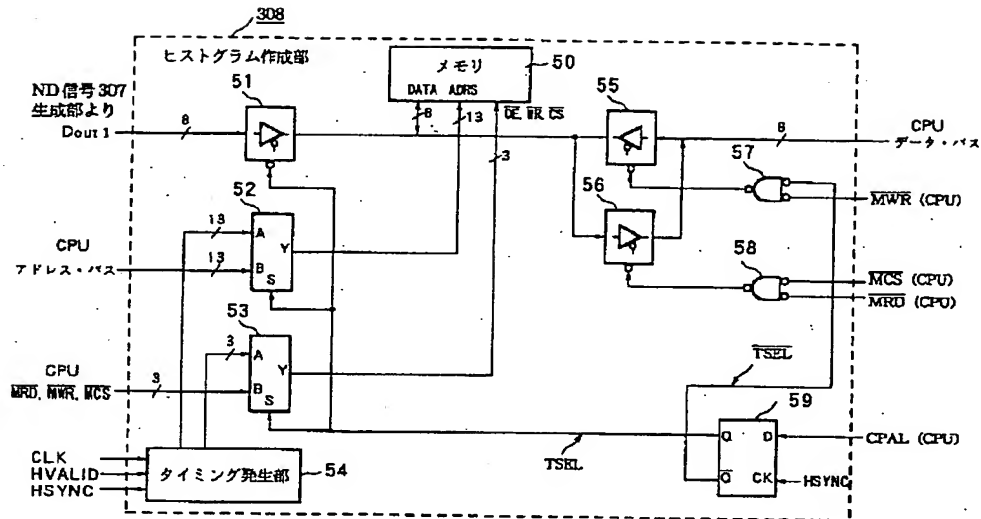 308
ヒストグラム作成部
メモリ
50
DATA ADRS
OE, WR, CS
8
13
3
ND信号 307
生成部より
Dout 1
8
51
52
13
A
Y
CPU
アドレス・バス
13
B
S
53
3
A
Y
CPU
MRD, MWR, MCS
3
B
S
CLK
HVALID
HSYNC
タイミング発生部
54
55
8
CPU
データ・バス
56
57
MWR (CPU)
58
MCS (CPU)
MRD (CPU)
TSEL
59
Q D
CPAL (CPU)
TSEL
Q CK
HSYNC